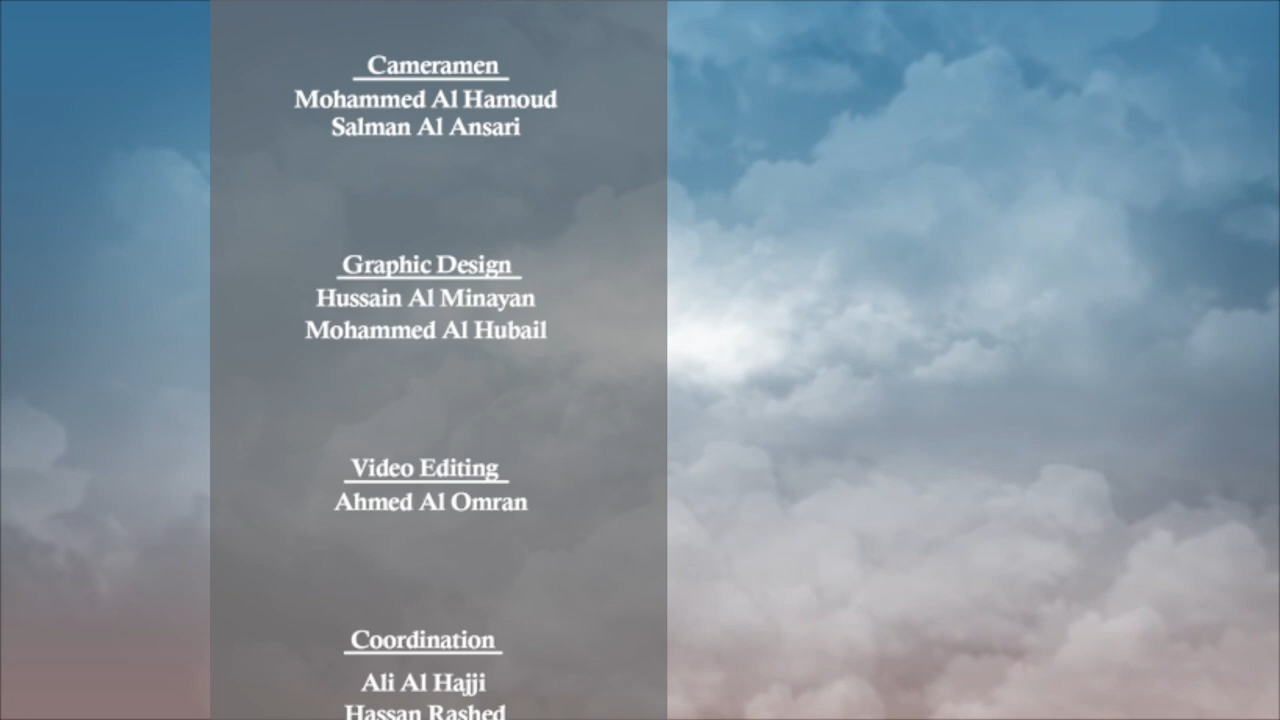 Cameramen
Mohammed Al Hamoud
Salman Al Ansari
Graphic Design
Hussain Al Minayan
Mohammed Al Hubail
Video Editing
Ahmed Al Omran
Coordination
Ali Al Hajji
Hassan Rashed